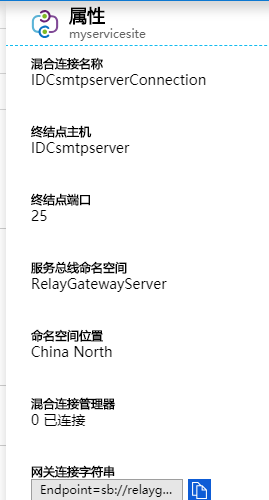 属性
myservicesite
混合连接名称
IDCsmtpserverConnection
终结点主机
IDCsmtpserver
终结点端口
25
服务总线命名空间
RelayGatewayServer
命名空间位置
China North
混合连接管理器
0 已连接
网关连接字符串
Endpoint=sb://relayg...